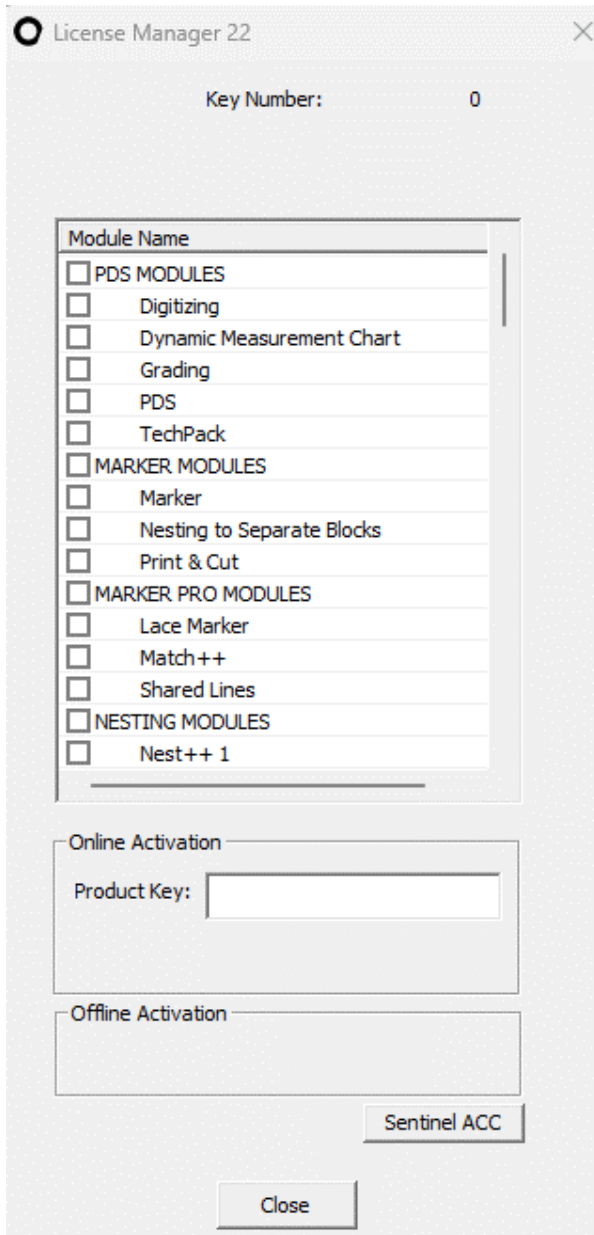 License Manager 22
Key Number: 0
Module Name
PDS MODULES
Digitizing
Dynamic Measurement Chart
Grading
PDS
TechPack
MARKER MODULES
Marker
Nesting to Separate Blocks
Print & Cut
MARKER PRO MODULES
Lace Marker
Match++
Shared Lines
NESTING MODULES
Nest++ 1
Online Activation
Product Key:
Offline Activation
Sentinel ACC
Close